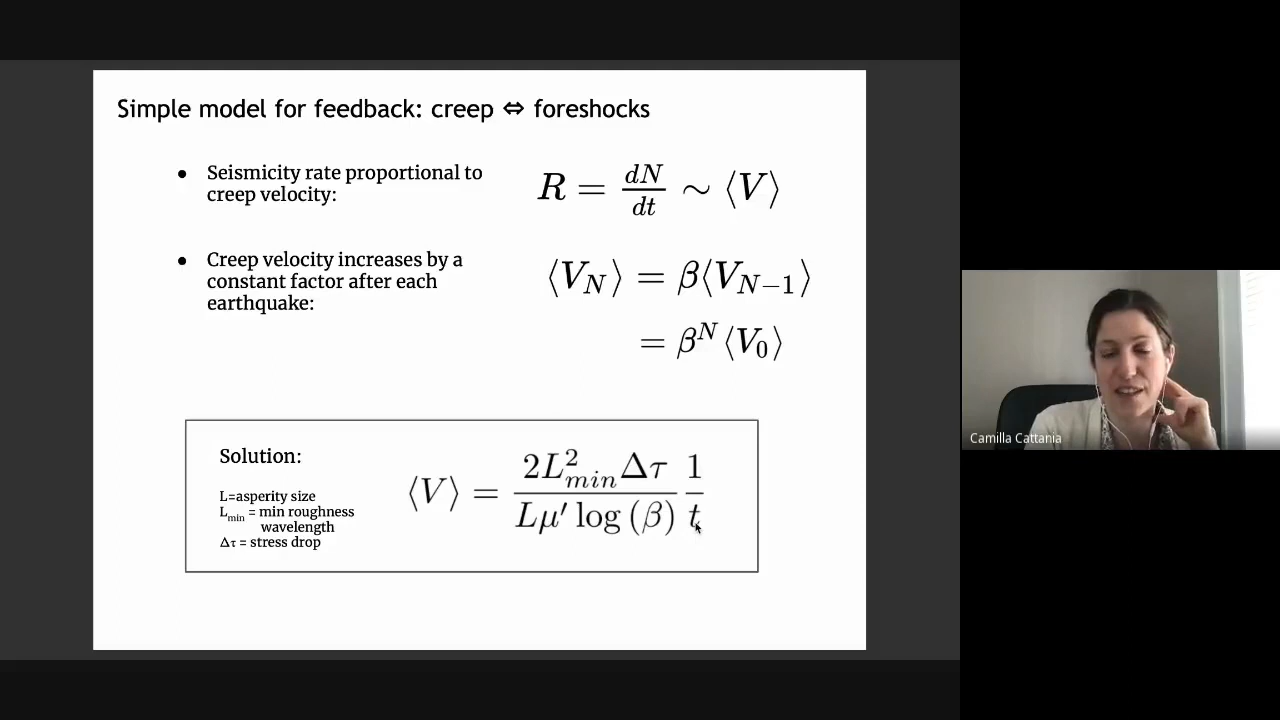 Simple model for feedback: creep ⇔ foreshocks
● Seismicity rate proportional to
creep velocity:
R = dN/dt ∼ ⟨V⟩
● Creep velocity increases by a
constant factor after each
earthquake:
⟨V_N⟩ = β⟨V_{N−1}⟩
= β^N ⟨V_0⟩
Solution:
L=asperity size
L_min = min roughness
wavelength
Δτ = stress drop
⟨V⟩ = (2L²_min Δτ)/(Lμ′ log (β)) 1/t
Camilla Cattania